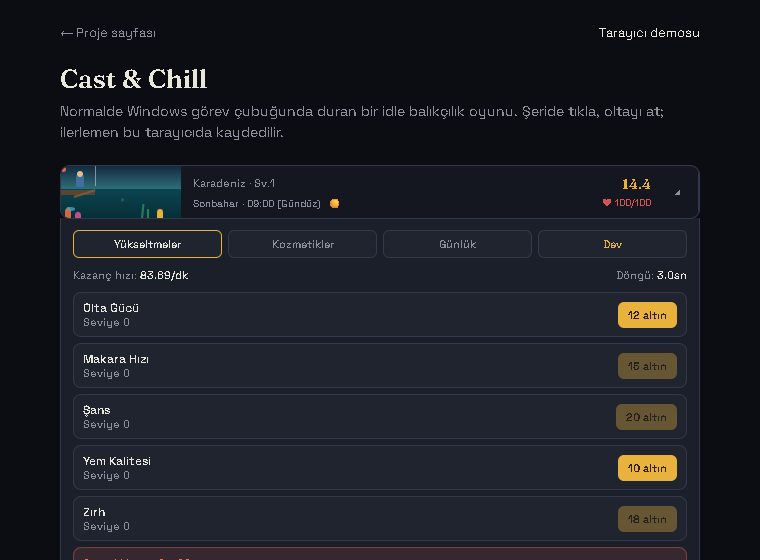 ← Proje sayfası
Tarayıcı demosu
Cast & Chill
Normalde Windows görev çubuğunda duran bir idle balıkçılık oyunu. Şeride tıkla, oltayı at;
ilerlemen bu tarayıcıda kaydedilir.
Karadeniz · Sv.1
14.4
Sonbahar · 09:00 (Gündüz)
100/100
Yükseltmeler
Kozmetikler
Günlük
Dev
Kazanç hızı: 83.69/dk
Döngü: 3.0sn
Olta Gücü
Seviye 0
12 altın
Makara Hızı
Seviye 0
15 altın
Şans
Seviye 0
20 altın
Yem Kalitesi
Seviye 0
10 altın
Zırh
Seviye 0
18 altın